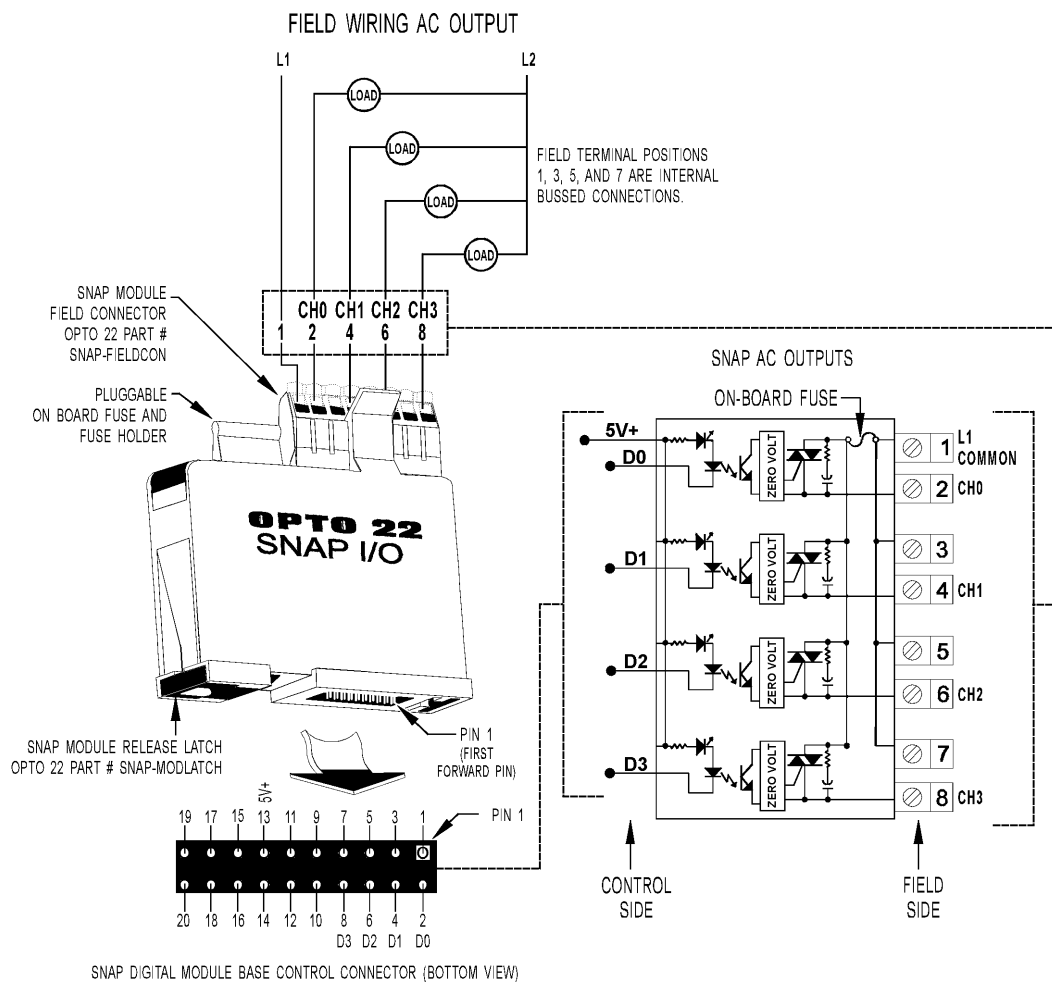 FIELD WIRING AC OUTPUT
L1
L2
LOAD
LOAD
LOAD
LOAD
FIELD TERMINAL POSITIONS
1, 3, 5, AND 7 ARE INTERNAL
BUSSED CONNECTIONS.
SNAP MODULE
FIELD CONNECTOR
OPTO 22 PART #
SNAP-FIELDCON
CH0 CH1 CH2 CH3
1 2 4 6 8
PLUGGABLE
ON BOARD FUSE AND
FUSE HOLDER
OPTO 22
SNAP I/O
SNAP MODULE RELEASE LATCH
OPTO 22 PART # SNAP-MODLATCH
PIN 1
(FIRST
FORWARD PIN)
5V+
19 17 15 13 11 9 7 5 3 1
PIN 1
20 18 16 14 12 10 8 6 4 2
D3 D2 D1 D0
SNAP DIGITAL MODULE BASE CONTROL CONNECTOR (BOTTOM VIEW)
SNAP AC OUTPUTS
ON-BOARD FUSE
5V+
D0
ZERO VOLT
1 L1
COMMON
2 CH0
D1
ZERO VOLT
3
4 CH1
D2
ZERO VOLT
5
6 CH2
D3
ZERO VOLT
7
8 CH3
CONTROL
SIDE
FIELD
SIDE